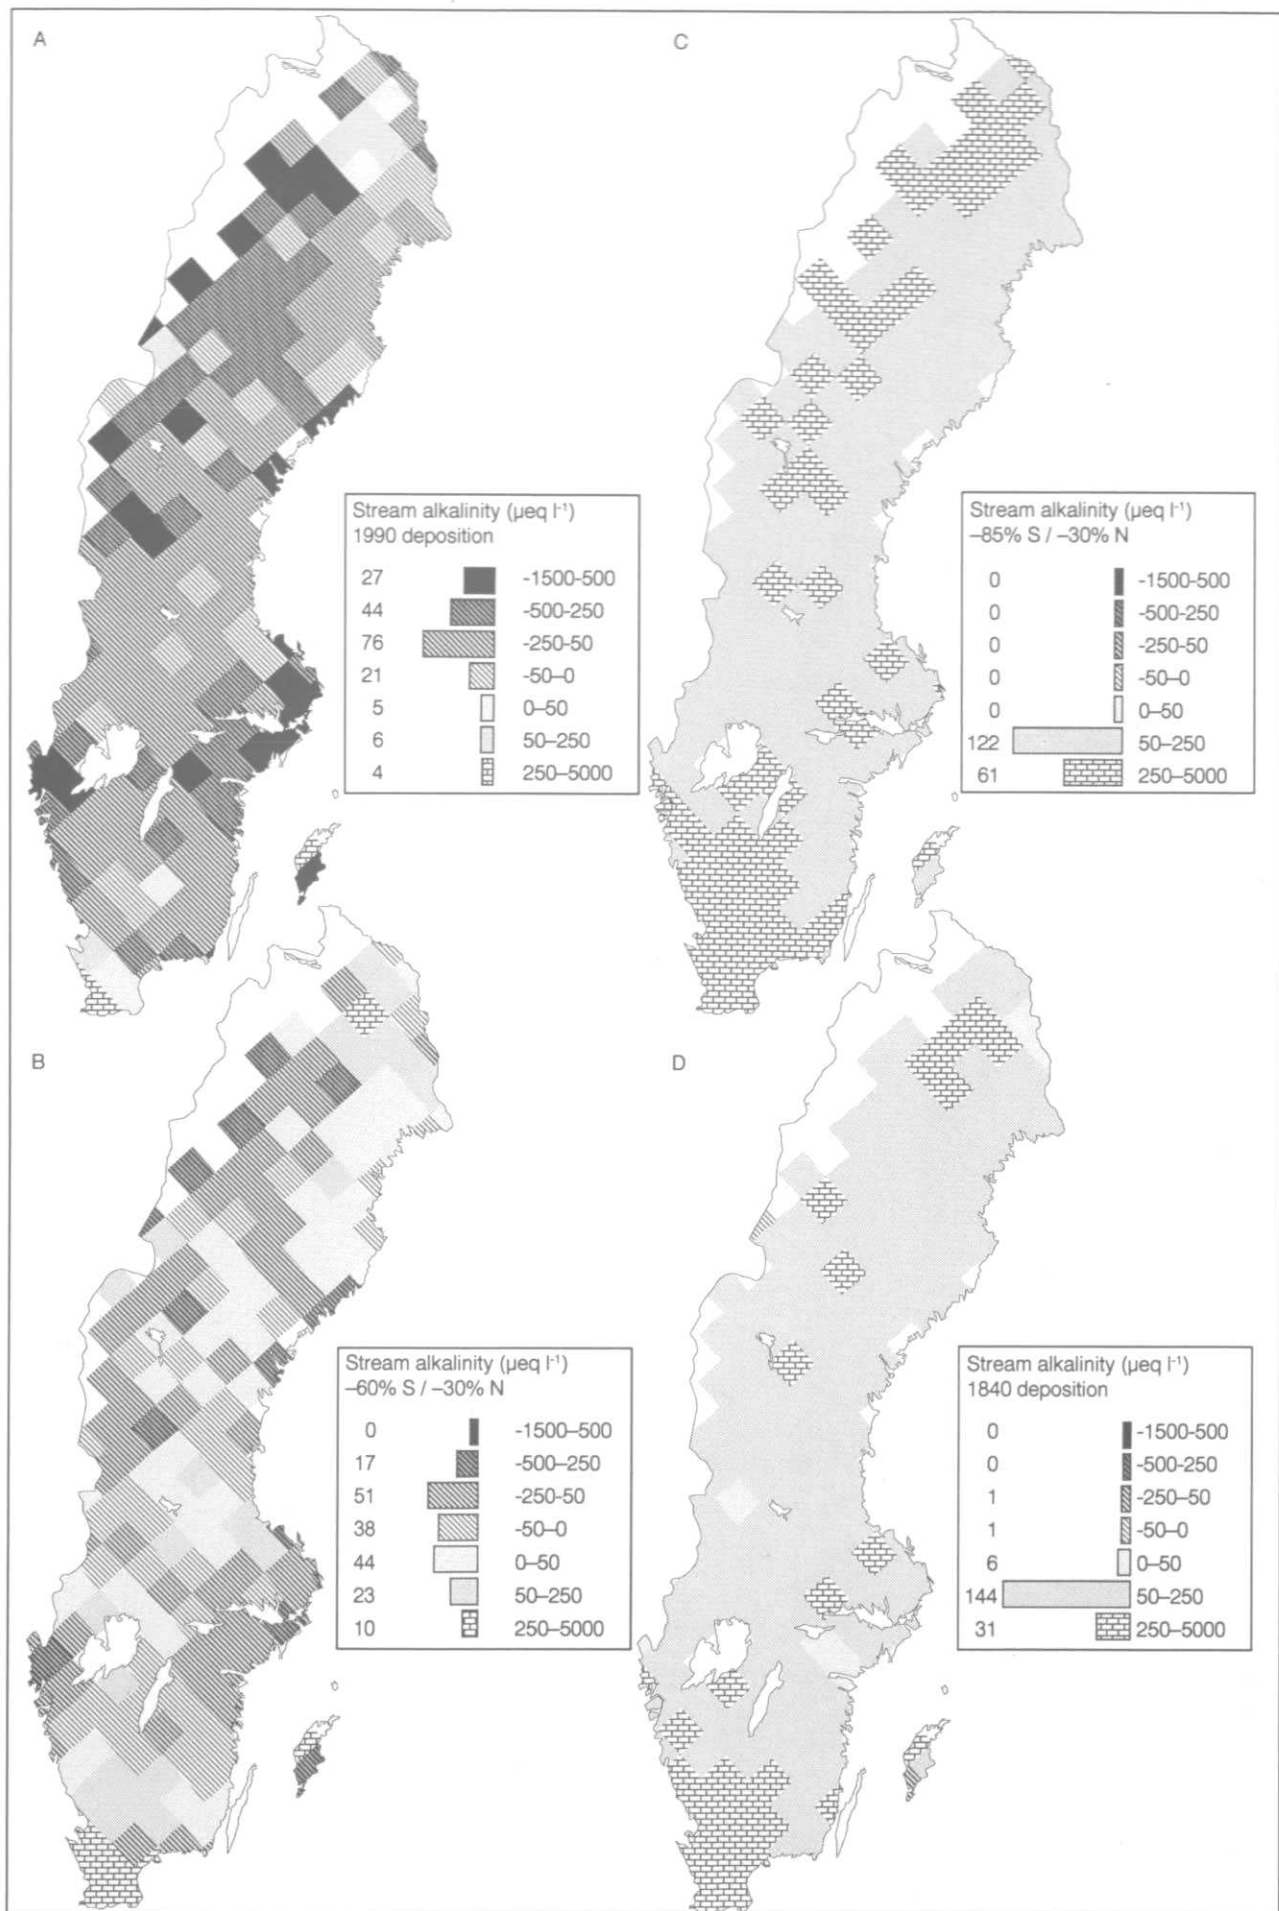 A
Stream alkalinity (µeq l⁻¹)
1990 deposition
27 -1500-500
44 -500-250
76 -250-50
21 -50–0
5 0–50
6 50–250
4 250–5000
C
Stream alkalinity (µeq l⁻¹)
–85% S / –30% N
0 -1500-500
0 -500-250
0 -250-50
0 -50–0
0 0–50
122 50–250
61 250–5000
B
Stream alkalinity (µeq l⁻¹)
–60% S / –30% N
0 -1500–500
17 -500–250
51 -250-50
38 -50–0
44 0–50
23 50–250
10 250–5000
D
Stream alkalinity (µeq l⁻¹)
1840 deposition
0 -1500-500
0 -500-250
1 -250–50
1 -50–0
6 0–50
144 50–250
31 250–5000